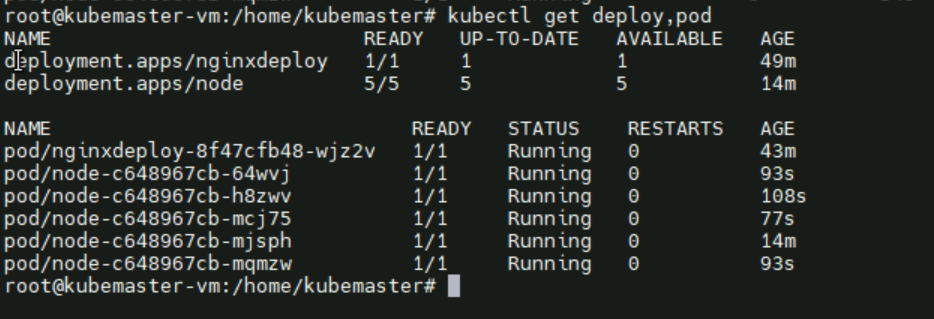 root@kubemaster-vm:/home/kubemaster# kubectl get deploy,pod
NAME READY UP-TO-DATE AVAILABLE AGE
deployment.apps/nginxdeploy 1/1 1 1 49m
deployment.apps/node 5/5 5 5 14m
NAME READY STATUS RESTARTS AGE
pod/nginxdeploy-8f47cfb48-wjz2v 1/1 Running 0 43m
pod/node-c648967cb-64wvj 1/1 Running 0 93s
pod/node-c648967cb-h8zwv 1/1 Running 0 108s
pod/node-c648967cb-mcj75 1/1 Running 0 77s
pod/node-c648967cb-mjsph 1/1 Running 0 14m
pod/node-c648967cb-mqmzw 1/1 Running 0 93s
root@kubemaster-vm:/home/kubemaster#